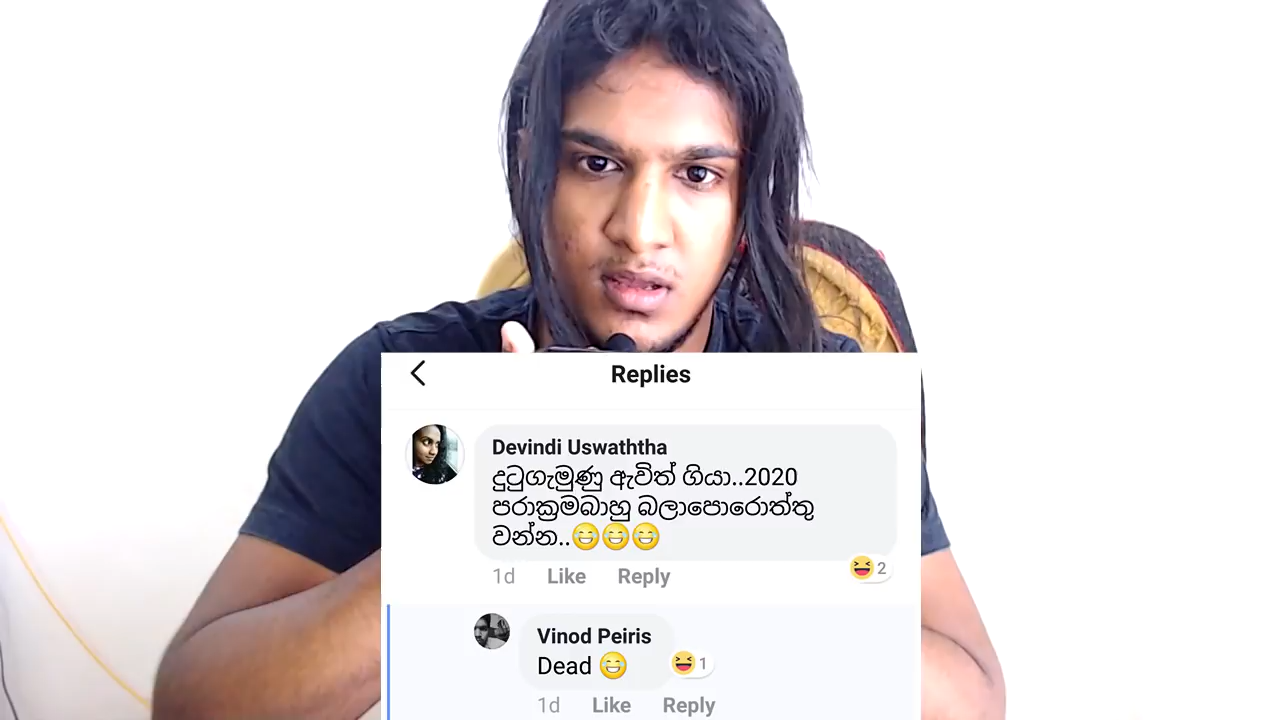 Replies
Devindi Uswaththa
දුටුගැමුණු ඇවිත් ගියා..2020
පරාක්‍රමබාහු බලාපොරොත්තු
වන්න..😂😂😂
1d Like Reply
2
Vinod Peiris
Dead 😂
1
1d Like Reply